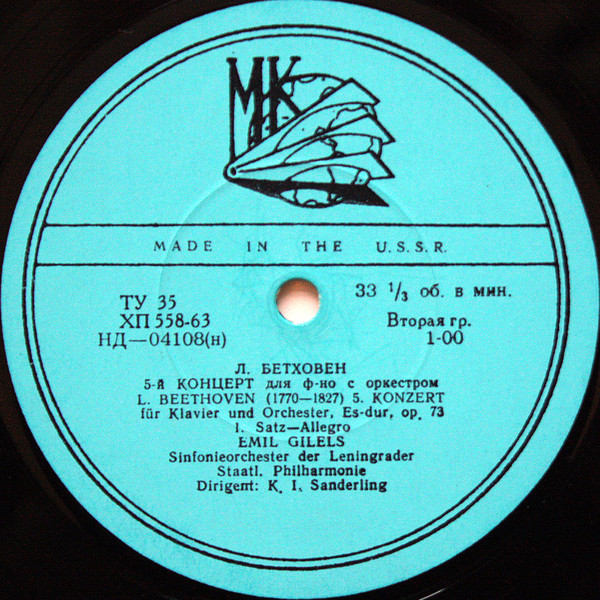 МК
MADE IN THE U.S.S.R.
ТУ 35
ХП 558-63
НД—04108(н)
33 1/3 об. в мин.
Вторая гр.
1-00
Л. БЕТХОВЕН
5-й КОНЦЕРТ для ф-но с оркестром
L. BEETHOVEN (1770—1827) 5. KONZERT
für Klavier und Orchester, Es-dur, op. 73
1. Satz—Allegro
EMIL GILELS
Sinfonieorchester der Leningrader
Staatl. Philharmonie
Dirigent: K. I. Sanderling